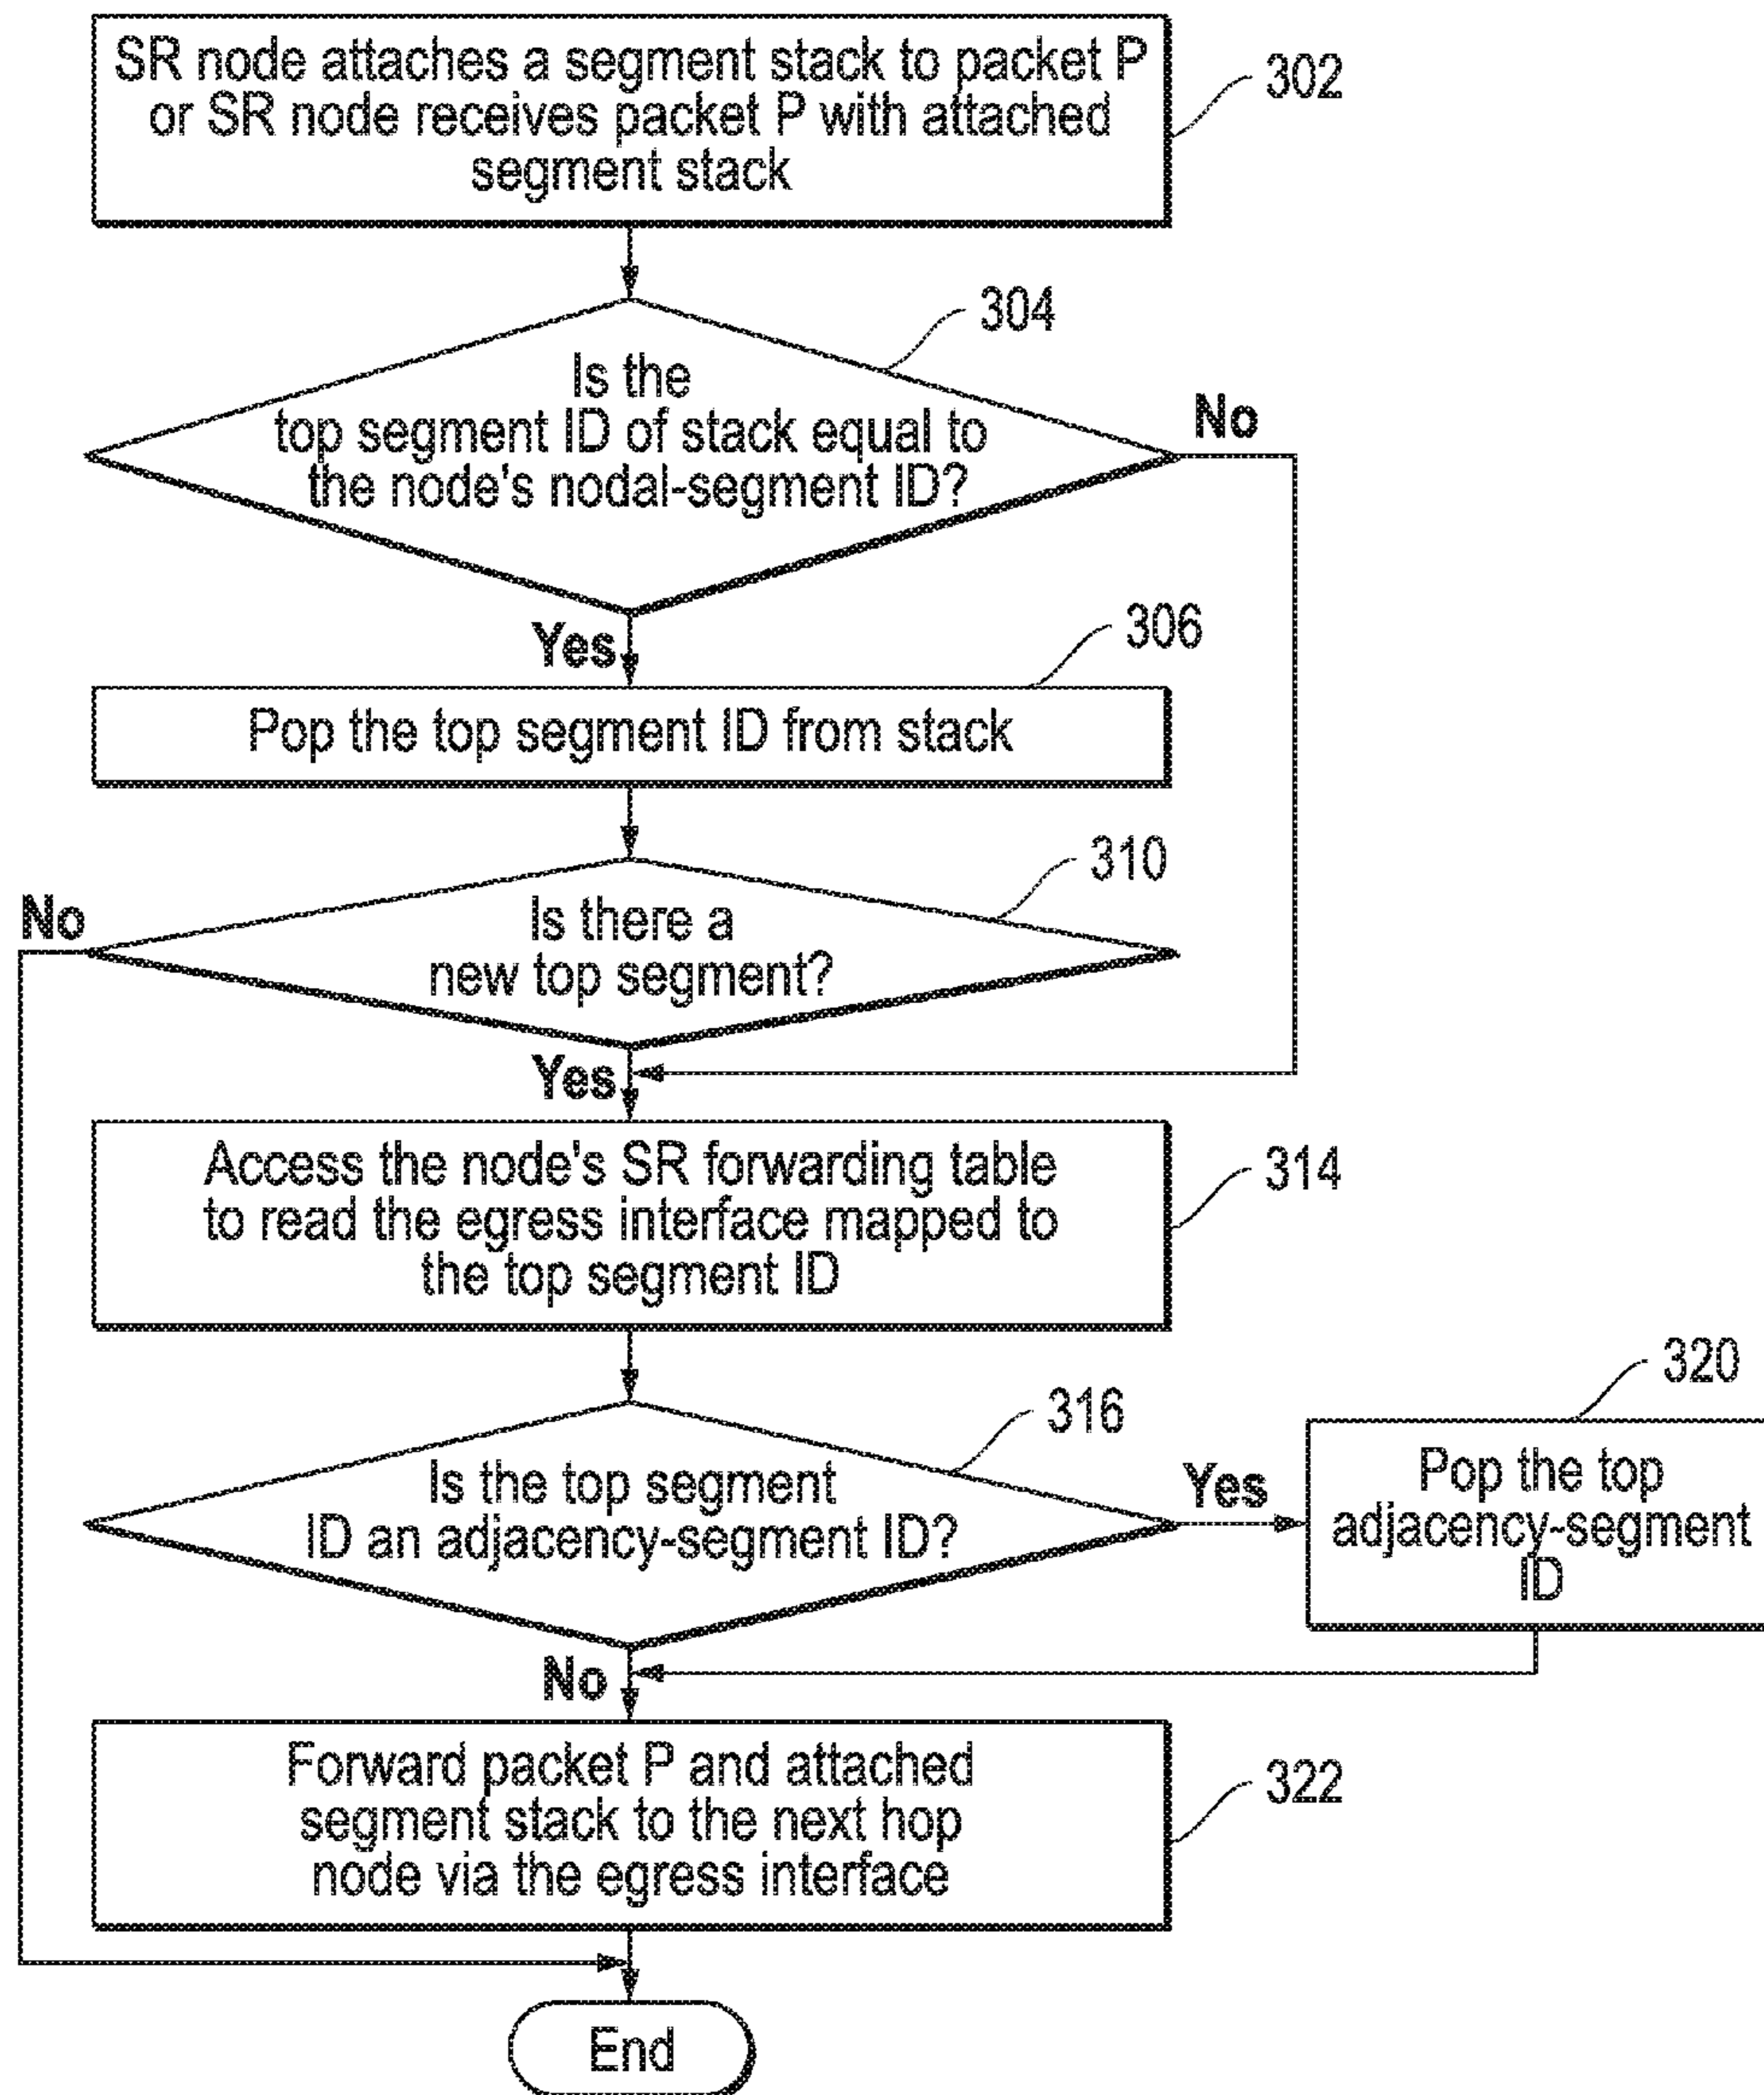 SR node attaches a segment stack to packet P
or SR node receives packet P with attached
segment stack
302
304
Is the
top segment ID of stack equal to
the node's nodal-segment ID?
No
Yes
306
Pop the top segment ID from stack
310
No
Is there a
new top segment?
Yes
Access the node's SR forwarding table
to read the egress interface mapped to
the top segment ID
314
316
Is the top segment
ID an adjacency-segment ID?
Yes
320
Pop the top
adjacency-segment
ID
No
Forward packet P and attached
segment stack to the next hop
node via the egress interface
322
End